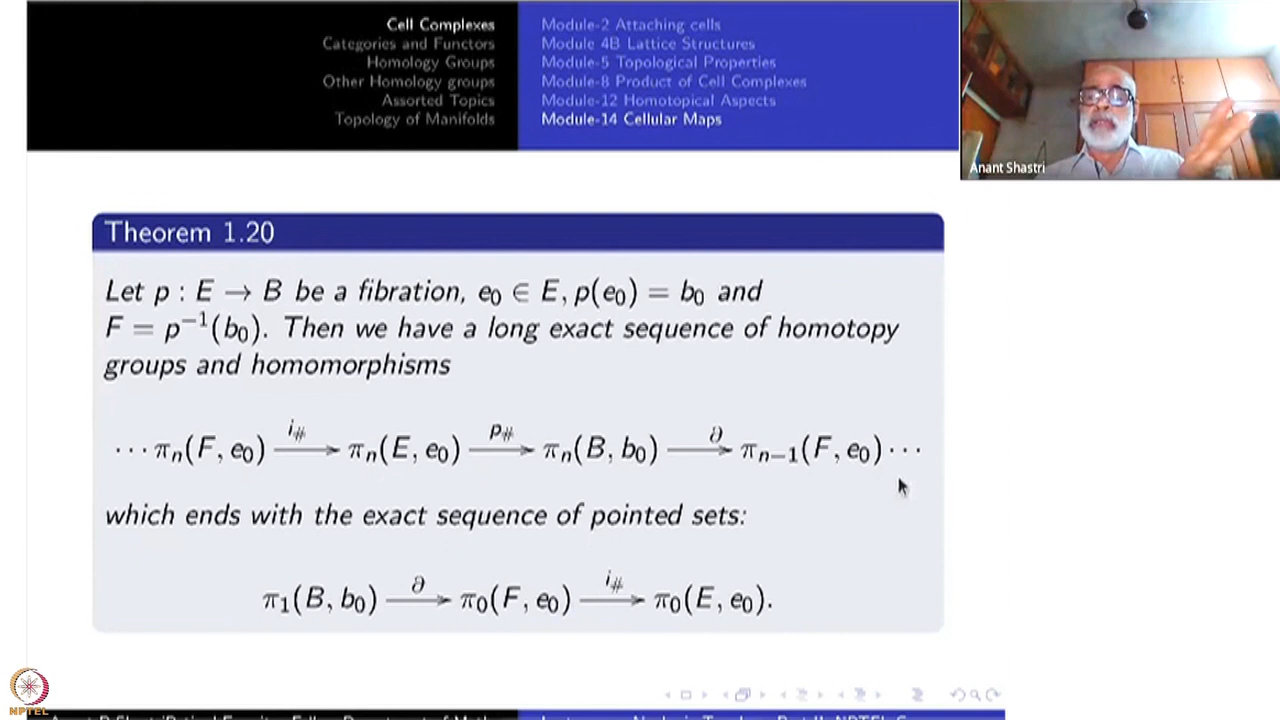 Cell Complexes
Categories and Functors
Homology Groups
Other Homology groups
Assorted Topics
Topology of Manifolds
Module-2 Attaching cells
Module 4B Lattice Structures
Module-5 Topological Properties
Module-8 Product of Cell Complexes
Module-12 Homotopical Aspects
Module-14 Cellular Maps
Anant Shastri
Theorem 1.20
Let p : E → B be a fibration, e₀ ∈ E, p(e₀) = b₀ and
F = p⁻¹(b₀). Then we have a long exact sequence of homotopy
groups and homomorphisms
··· πₙ(F, e₀) —i#→ πₙ(E, e₀) —p#→ πₙ(B, b₀) —∂→ πₙ₋₁(F, e₀) ···
which ends with the exact sequence of pointed sets:
π₁(B, b₀) —∂→ π₀(F, e₀) —i#→ π₀(E, e₀).
NPTEL